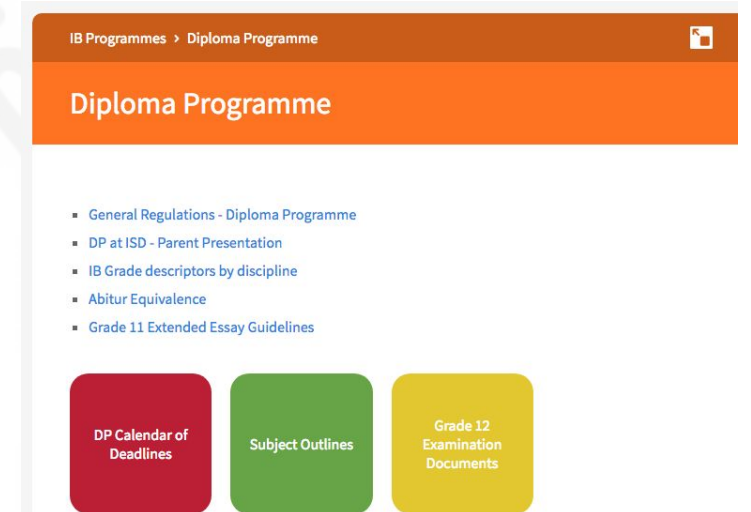 IB Programmes > Diploma Programme
Diploma Programme
General Regulations - Diploma Programme
DP at ISD - Parent Presentation
IB Grade descriptors by discipline
Abitur Equivalence
Grade 11 Extended Essay Guidelines
DP Calendar of
Deadlines
Subject Outlines
Grade 12
Examination
Documents